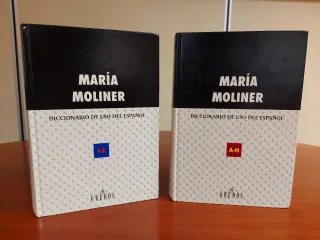 MARÍA
MOLINER
DICCIONARIO DE USO DEL ESPAÑOL
I-Z
GREDOS
MARÍA
MOLINER
DICCIONARIO DE USO DEL ESPAÑOL
A-H
GREDOS